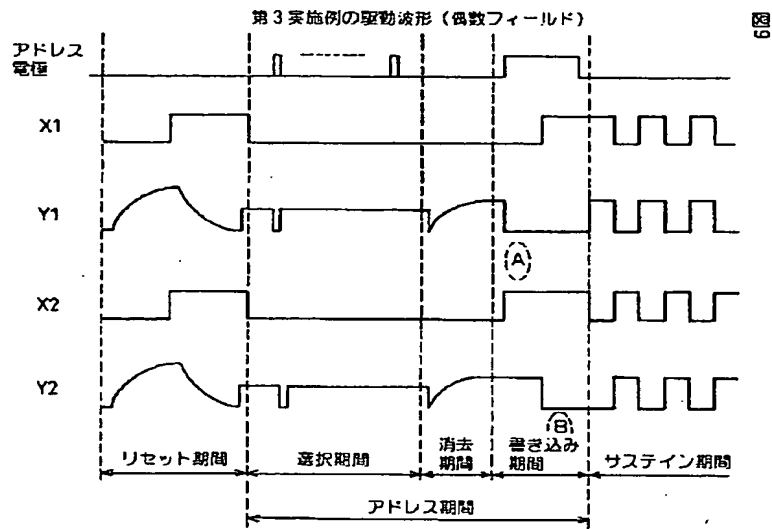 第3実施例の駆動波形（偶数フィールド）
図9
アドレス
電極
X1
Y1
A
X2
Y2
B
リセット期間
選択期間
消去
期間
書き込み
期間
サステイン期間
アドレス期間